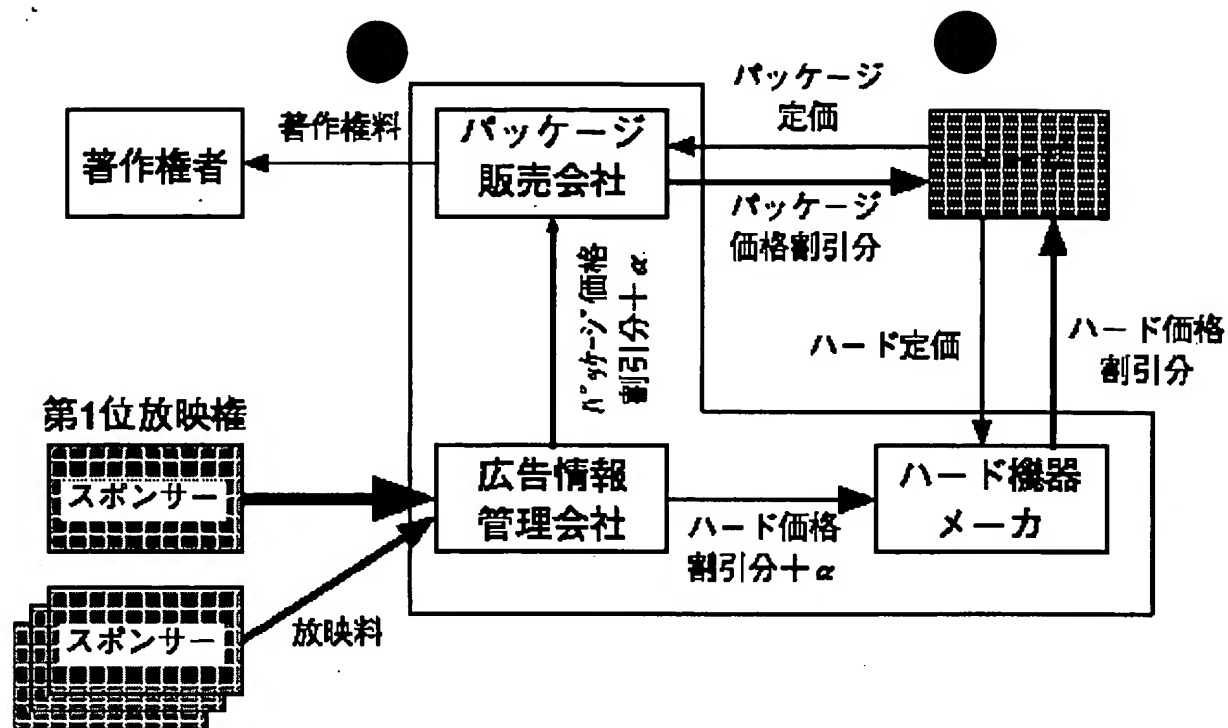 パッケージ
定価
著作権者
著作権料
パッケージ
販売会社
パッケージ
価格割引分
パッケージ価格
割引分＋α
ハード定価
ハード価格
割引分
第1位放映権
スポンサー
広告情報
管理会社
ハード価格
割引分＋α
ハード機器
メーカ
スポンサー
放映料